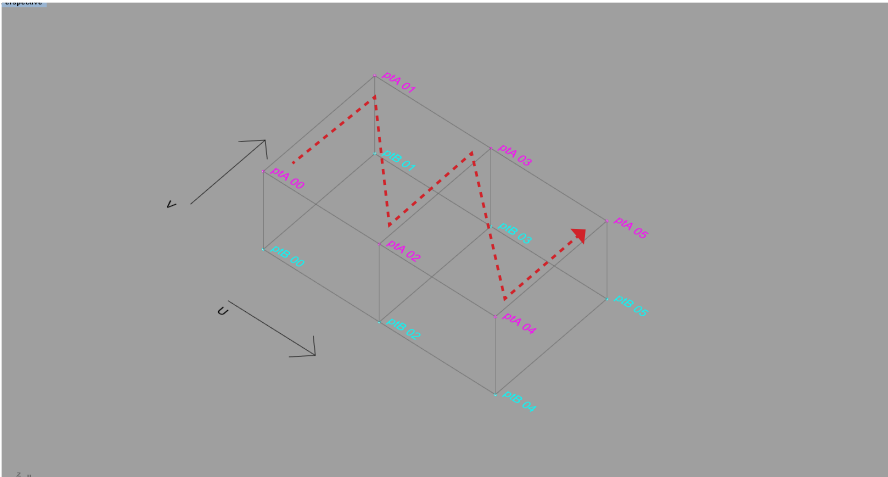 Perspective
ptA 01
ptA 03
ptB 01
ptA 00
V
ptA 05
ptB 03
ptA 02
ptB 00
ptB 05
U
ptA 04
ptB 02
ptB 04
z